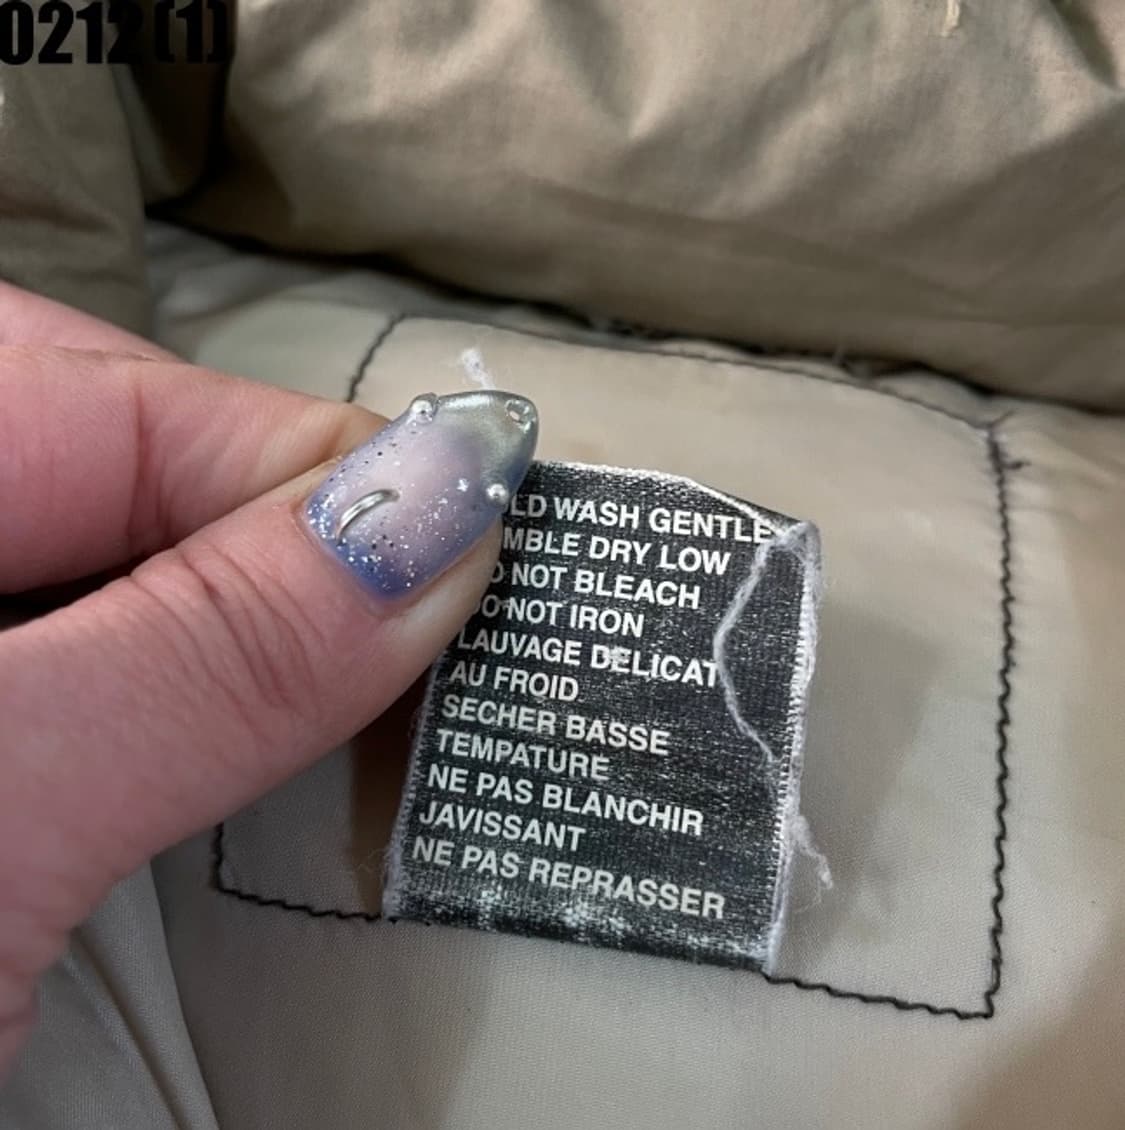 0212 (1)
LD WASH GENTLE
MBLE DRY LOW
NOT BLEACH
DO NOT IRON
LAUVAGE DELICAT
AU FROID
SECHER BASSE
TEMPATURE
NE PAS BLANCHIR
JAVISSANT
NE PAS REPRASSER